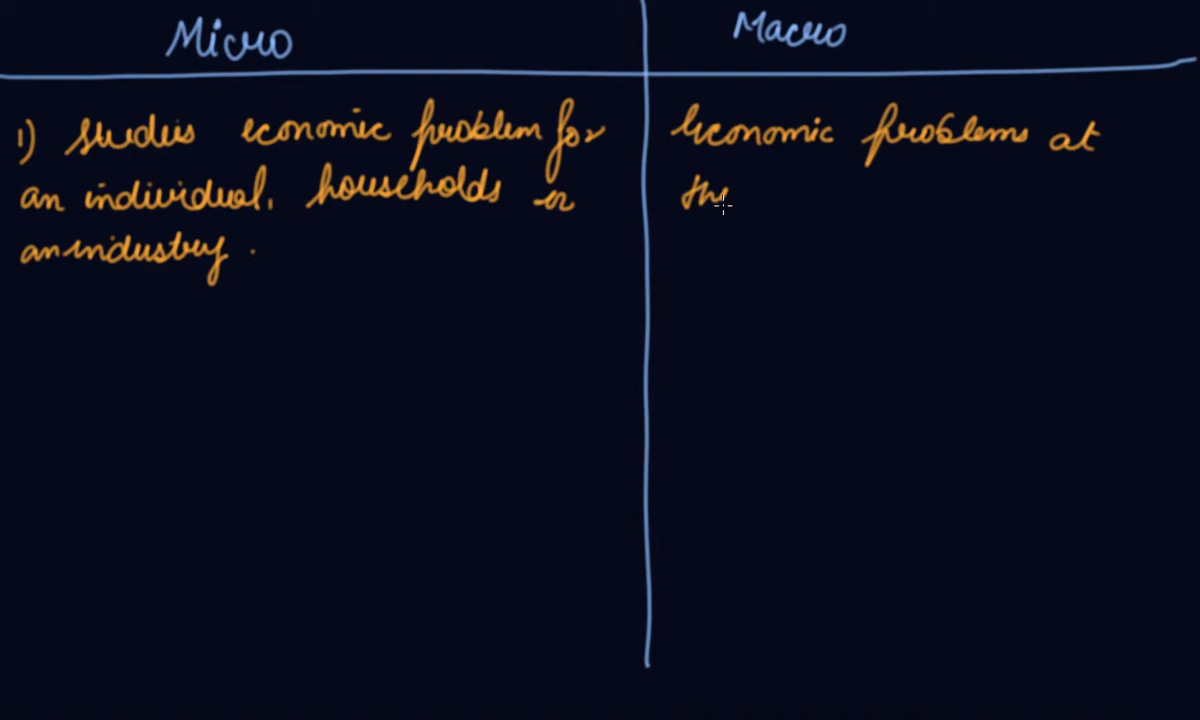 Micro
Macro
1) studies economic problem for
an individual, households or
an industry.
Economic problems at
the